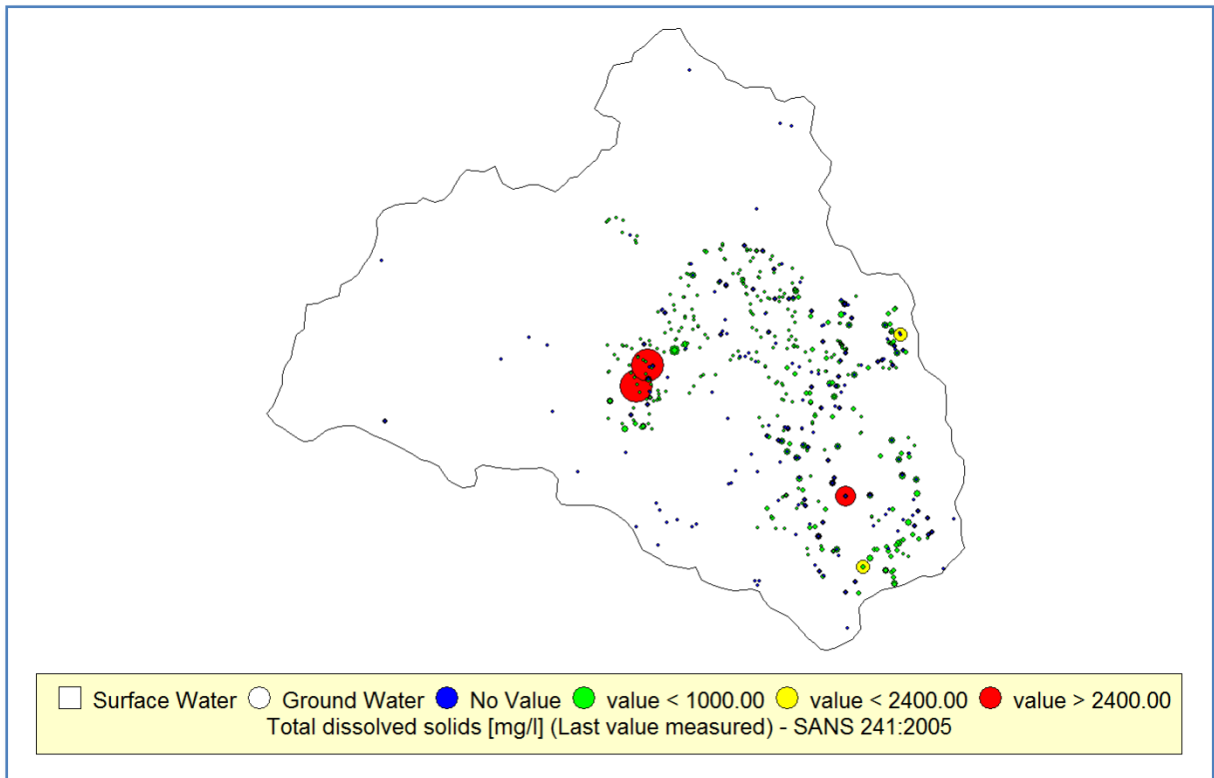 Surface Water Ground Water No Value value < 1000.00 value < 2400.00 value > 2400.00
Total dissolved solids [mg/l] (Last value measured) - SANS 241:2005